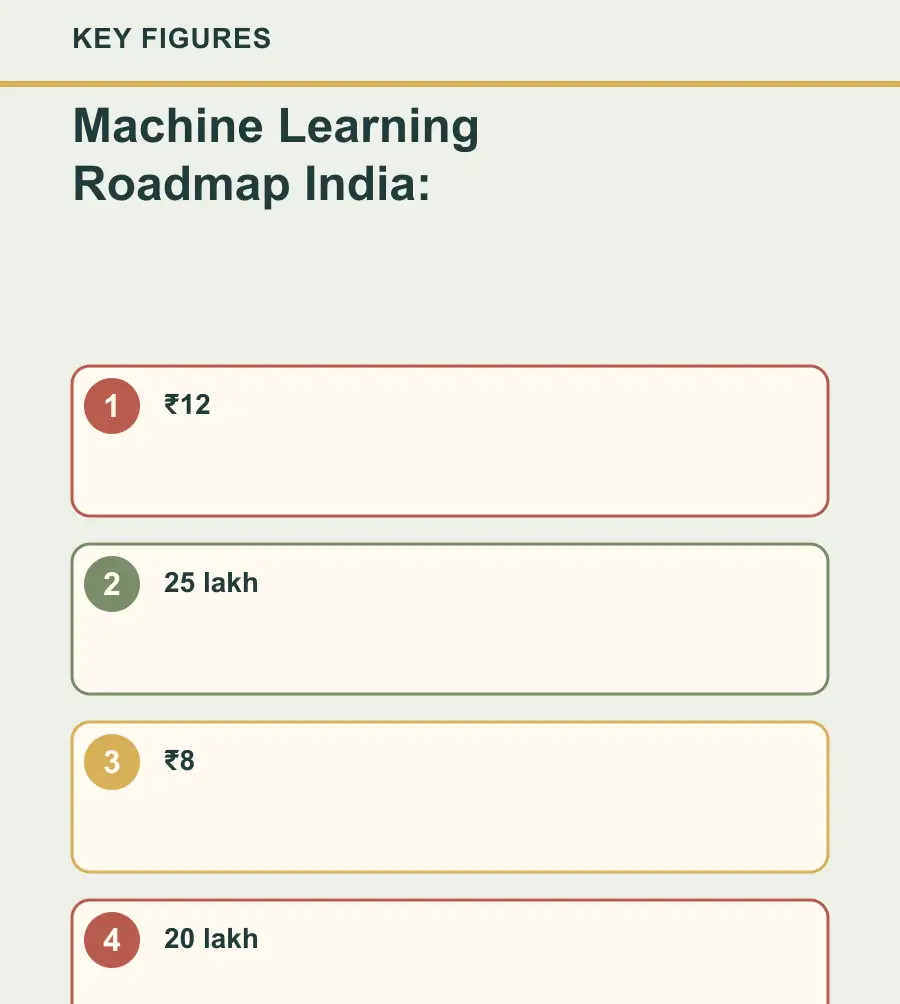 KEY FIGURES
Machine Learning
Roadmap India:
1 ₹12
2 25 lakh
3 ₹8
4 20 lakh